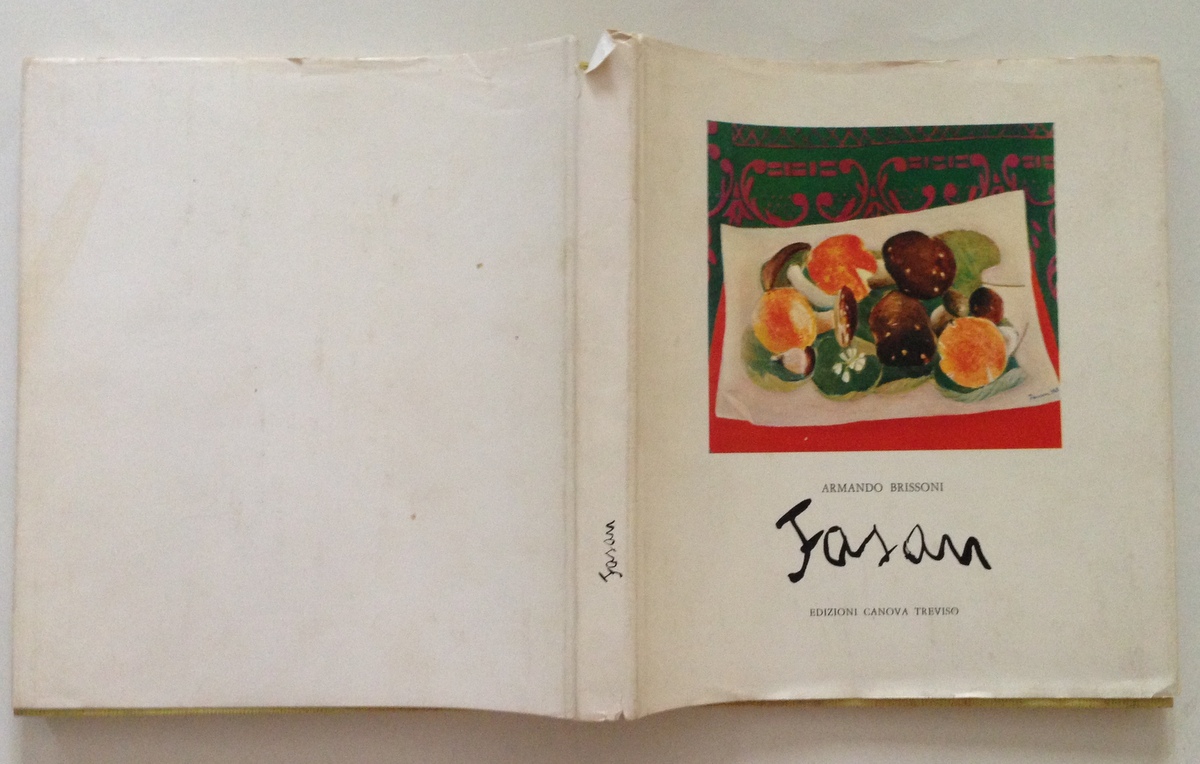 Fasan
ARMANDO BRISSONI
Fasan
EDIZIONI CANOVA TREVISO